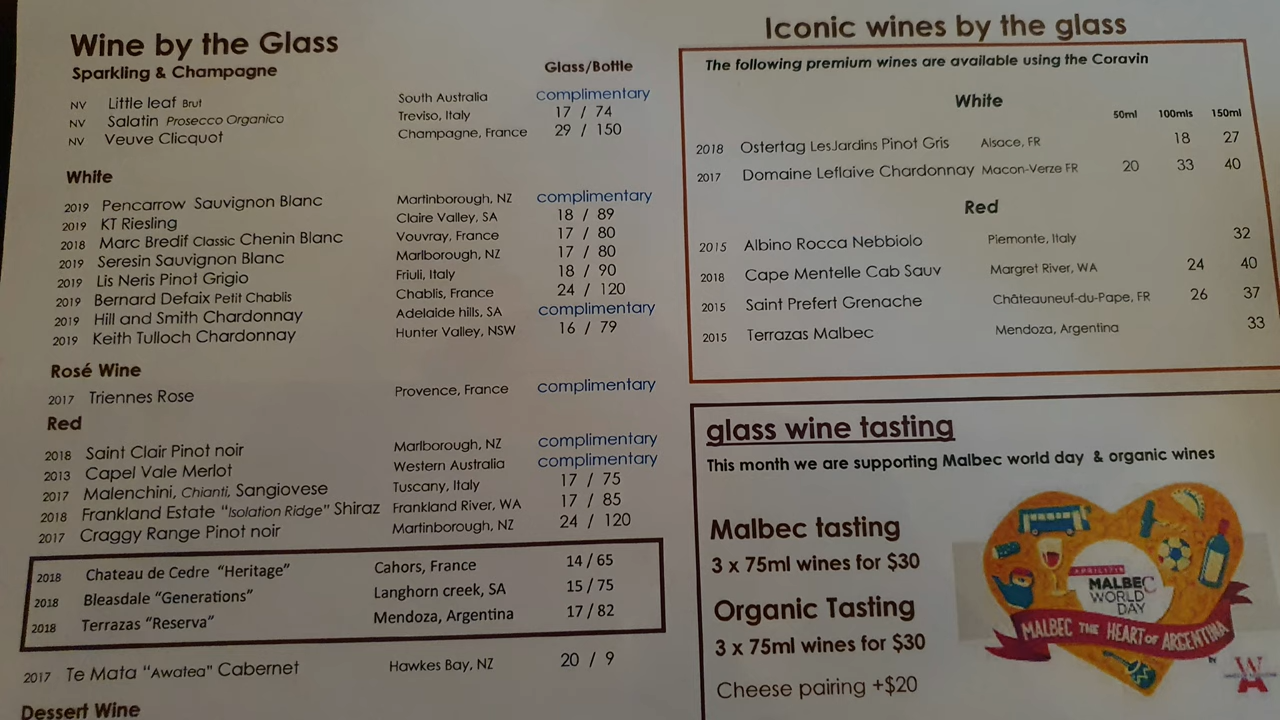 Wine by the Glass
Sparkling & Champagne Glass/Bottle
NV Little leaf Brut South Australia complimentary
NV Salatin Prosecco Organico Treviso, Italy 17 / 74
NV Veuve Clicquot Champagne, France 29 / 150
White
2019 Pencarrow Sauvignon Blanc Martinborough, NZ complimentary
2019 KT Riesling Claire Valley, SA 18 / 89
2018 Marc Bredif Classic Chenin Blanc Vouvray, France 17 / 80
2019 Seresin Sauvignon Blanc Marlborough, NZ 17 / 80
2019 Lis Neris Pinot Grigio Friuli, Italy 18 / 90
2019 Bernard Defaix Petit Chablis Chablis, France 24 / 120
2019 Hill and Smith Chardonnay Adelaide hills, SA complimentary
2019 Keith Tulloch Chardonnay Hunter Valley, NSW 16 / 79
Rosé Wine
2017 Triennes Rose Provence, France complimentary
Red
2018 Saint Clair Pinot noir Marlborough, NZ complimentary
2013 Capel Vale Merlot Western Australia complimentary
2017 Malenchini, Chianti, Sangiovese Tuscany, Italy 17 / 75
2018 Frankland Estate "Isolation Ridge" Shiraz Frankland River, WA 17 / 85
2017 Craggy Range Pinot noir Martinborough, NZ 24 / 120
2018 Chateau de Cedre "Heritage" Cahors, France 14/65
2018 Bleasdale "Generations" Langhorn creek, SA 15/75
2018 Terrazas "Reserva" Mendoza, Argentina 17/82
2017 Te Mata "Awatea" Cabernet Hawkes Bay, NZ 20 / 9
Dessert Wine
Iconic wines by the glass
The following premium wines are available using the Coravin
White
50ml 100mls 150ml
2018 Ostertag LesJardins Pinot Gris Alsace, FR 18 27
2017 Domaine Leflaive Chardonnay Macon-Verze FR 20 33 40
Red
2015 Albino Rocca Nebbiolo Piemonte, Italy 32
2018 Cape Mentelle Cab Sauv Margret River, WA 24 40
2015 Saint Prefert Grenache Châteauneuf-du-Pape, FR 26 37
2015 Terrazas Malbec Mendoza, Argentina 33
glass wine tasting
This month we are supporting Malbec world day & organic wines
Malbec tasting
3 x 75ml wines for $30
Organic Tasting
3 x 75ml wines for $30
Cheese pairing +$20
MALBEC
WORLD
DAY
MALBEC THE HEART OF ARGENTINA